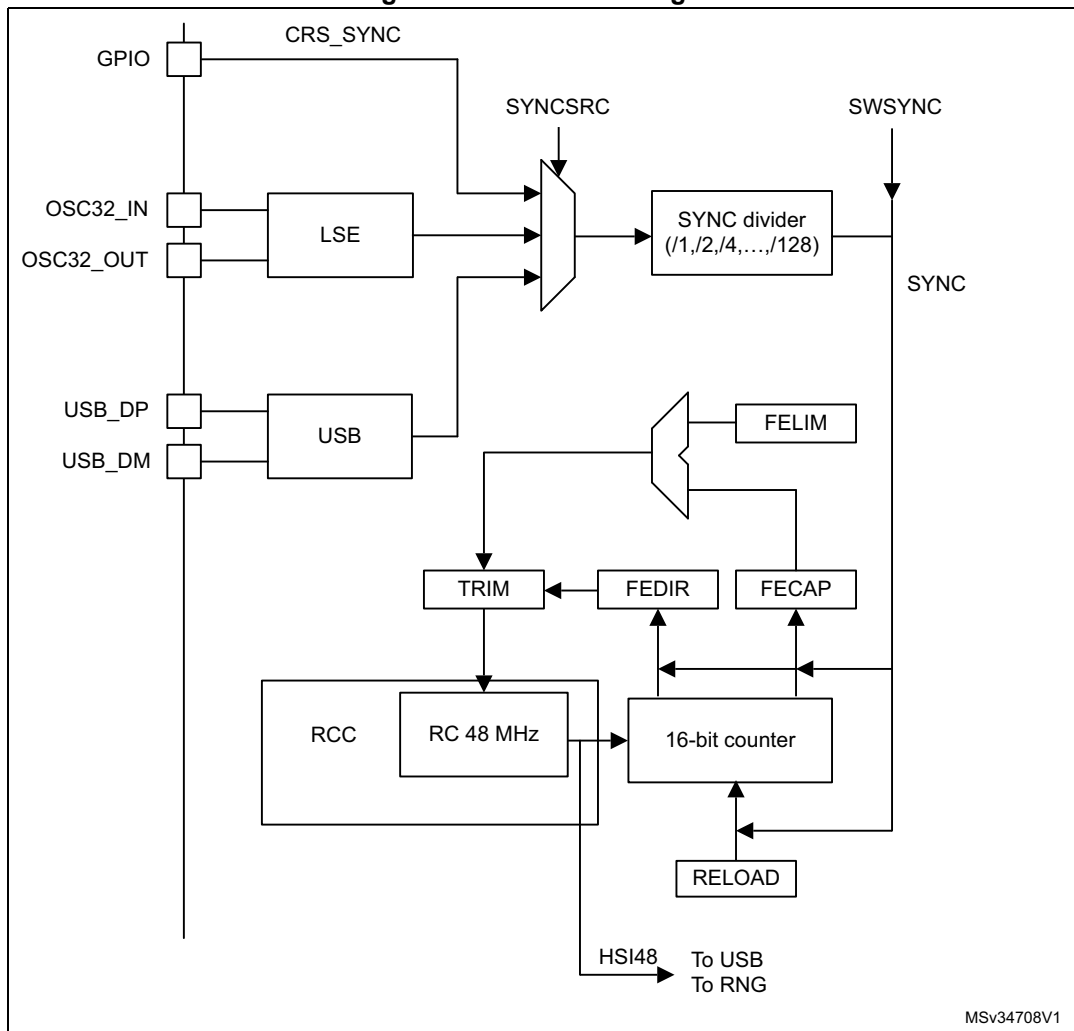 CRS_SYNC
GPIO
SYNCSRC
SWSYNC
OSC32_IN
LSE
OSC32_OUT
SYNC divider
(/1,/2,/4,…,/128)
SYNC
USB_DP
USB
USB_DM
FELIM
TRIM
FEDIR
FECAP
RCC
RC 48 MHz
16-bit counter
RELOAD
HSI48
To USB
To RNG
MSv34708V1